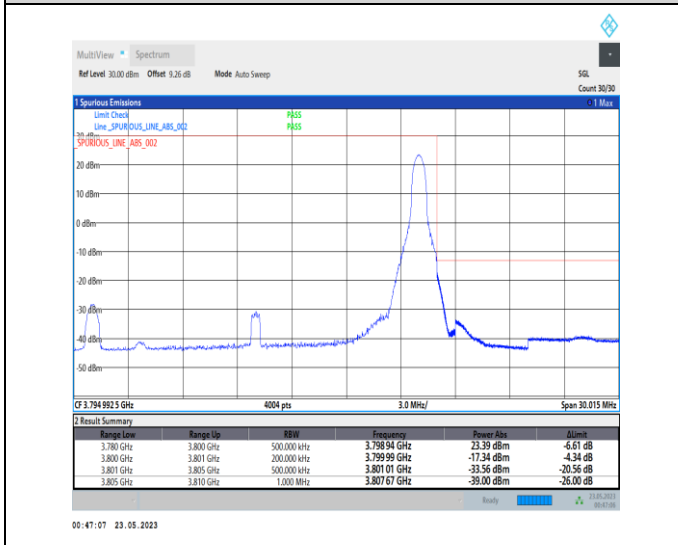 MultiView Spectrum
Ref Level 30.00 dBm Offset 9.26 dB Mode Auto Sweep SGL
Count 30/30
1 Spurious Emissions 1 Max
Limit Check PASS
Line _SPURIOUS_LINE_ABS_002 PASS
30 dBm
_SPURIOUS_LINE_ABS_002
20 dBm
10 dBm
0 dBm
-10 dBm
-20 dBm
-30 dBm
-40 dBm
-50 dBm
CF 3.794 992 5 GHz 4004 pts 3.0 MHz/ Span 30.015 MHz
2 Result Summary
Range Low Range Up RBW Frequency Power Abs ΔLimit
3.780 GHz 3.800 GHz 500.000 kHz 3.798 94 GHz 23.39 dBm -6.61 dB
3.800 GHz 3.801 GHz 200.000 kHz 3.799 99 GHz -17.34 dBm -4.34 dB
3.801 GHz 3.805 GHz 500.000 kHz 3.801 01 GHz -33.56 dBm -20.56 dB
3.805 GHz 3.810 GHz 1.000 MHz 3.807 67 GHz -39.00 dBm -26.00 dB
Ready 23.05.2023
00:47:06
00:47:07 23.05.2023